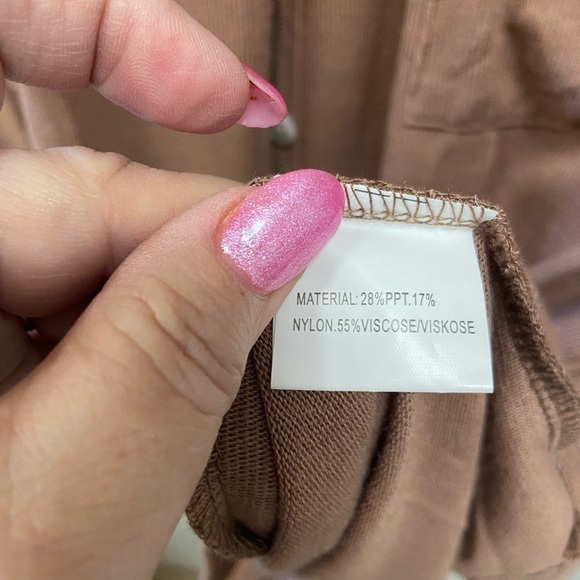 MATERIAL: 28%PPT.17%
NYLON.55%VISCOSE/VISKOSE